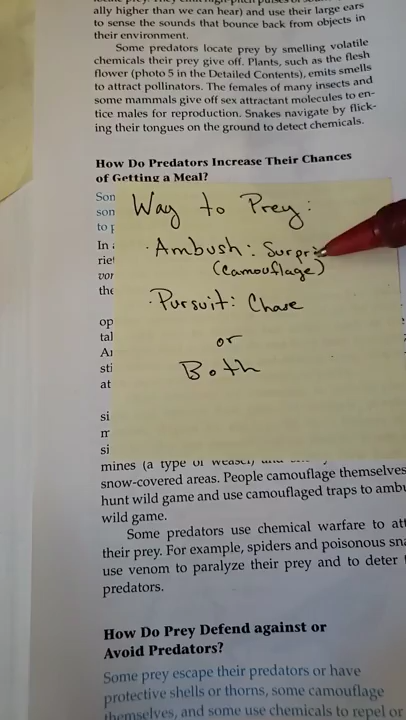 ally higher than we can hear) and use their large ears
to sense the sounds that bounce back from objects in
their environment.
Some predators locate prey by smelling volatile
chemicals their prey give off. Plants, such as the flesh
flower (photo 5 in the Detailed Contents), emits smells
to attract pollinators. The females of many insects and
some mammals give off sex attractant molecules to en-
tice males for reproduction. Snakes navigate by flick-
ing their tongues on the ground to detect chemicals.
How Do Predators Increase Their Chances
of Getting a Meal?
Way to Prey:
· Ambush: Surpri
(Camouflage)
· Pursuit: Chase
or
Both
mines (a type of weasel)
snow-covered areas. People camouflage themselves
hunt wild game and use camouflaged traps to ambu
wild game.
Some predators use chemical warfare to att
their prey. For example, spiders and poisonous sna
use venom to paralyze their prey and to deter
predators.
How Do Prey Defend against or
Avoid Predators?
Some prey escape their predators or have
protective shells or thorns, some camouflage
themselves, and some use chemicals to repel or